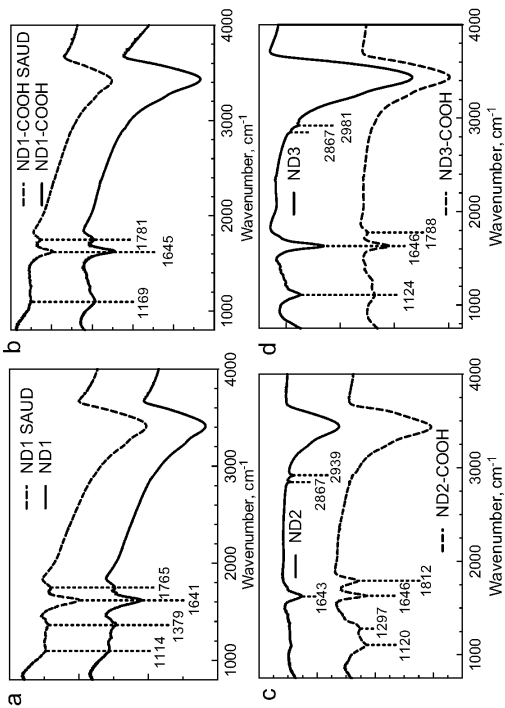 a
ND1 SAUD
ND1
1114
1379
1765
1641
1000 2000 3000 4000
Wavenumber, cm⁻¹
b
ND1-COOH SAUD
ND1-COOH
1169
1781
1645
1000 2000 3000 4000
Wavenumber, cm⁻¹
c
ND2
1643
2867
2939
ND2-COOH
1297
1120
1646
1812
1000 2000 3000 4000
Wavenumber, cm⁻¹
d
ND3
2867
2981
1124
1646
1788
ND3-COOH
1000 2000 3000 4000
Wavenumber, cm⁻¹